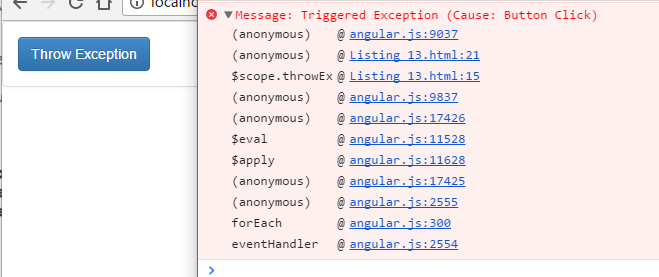 localho
Throw Exception
Message: Triggered Exception (Cause: Button Click)
(anonymous) @ angular.js:9037
(anonymous) @ Listing 13.html:21
$scope.throwEx @ Listing 13.html:15
(anonymous) @ angular.js:9837
(anonymous) @ angular.js:17426
$eval @ angular.js:11528
$apply @ angular.js:11628
(anonymous) @ angular.js:17425
(anonymous) @ angular.js:2555
forEach @ angular.js:300
eventHandler @ angular.js:2554